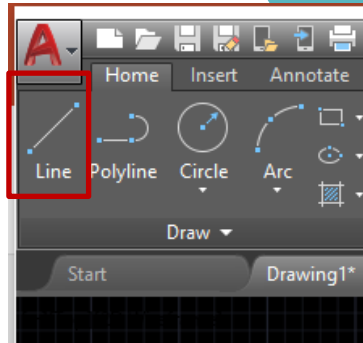 A
Home Insert Annotate
Line Polyline Circle Arc
Draw
Start Drawing1*